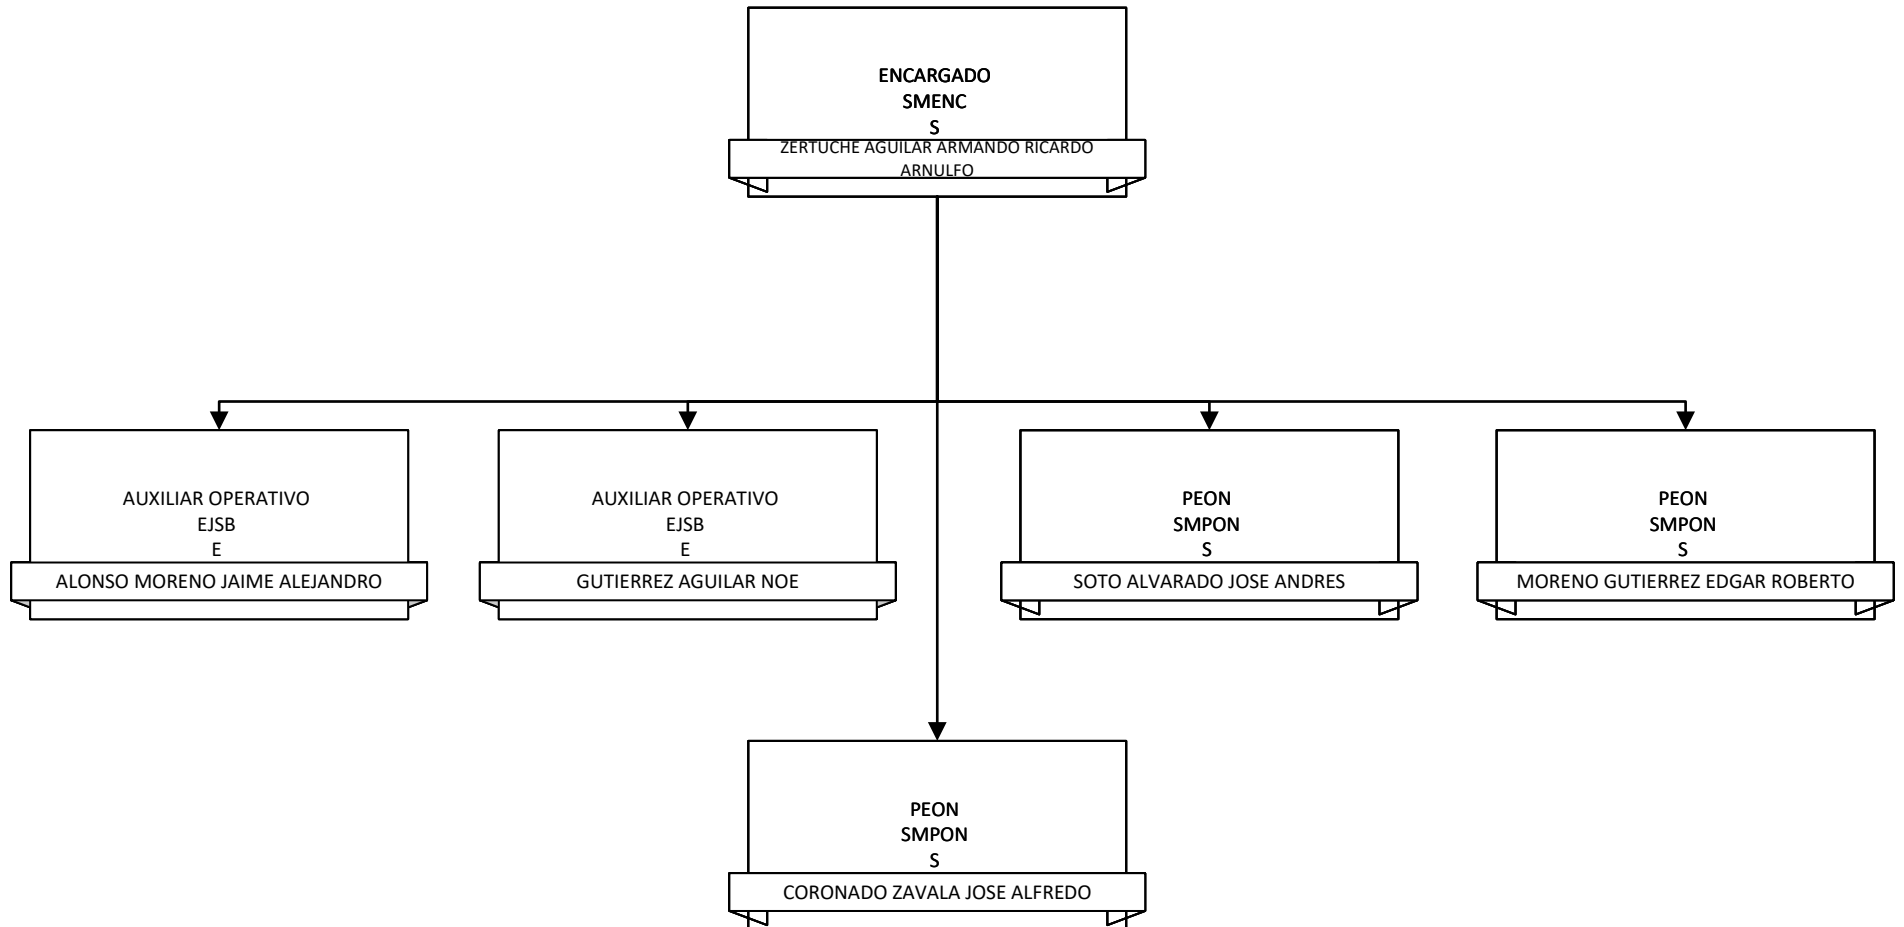 ENCARGADO
SMENC
S
ZERTUCHE AGUILAR ARMANDO RICARDO
ARNULFO
AUXILIAR OPERATIVO
EJSB
E
ALONSO MORENO JAIME ALEJANDRO
AUXILIAR OPERATIVO
EJSB
E
GUTIERREZ AGUILAR NOE
PEON
SMPON
S
SOTO ALVARADO JOSE ANDRES
PEON
SMPON
S
MORENO GUTIERREZ EDGAR ROBERTO
PEON
SMPON
S
CORONADO ZAVALA JOSE ALFREDO